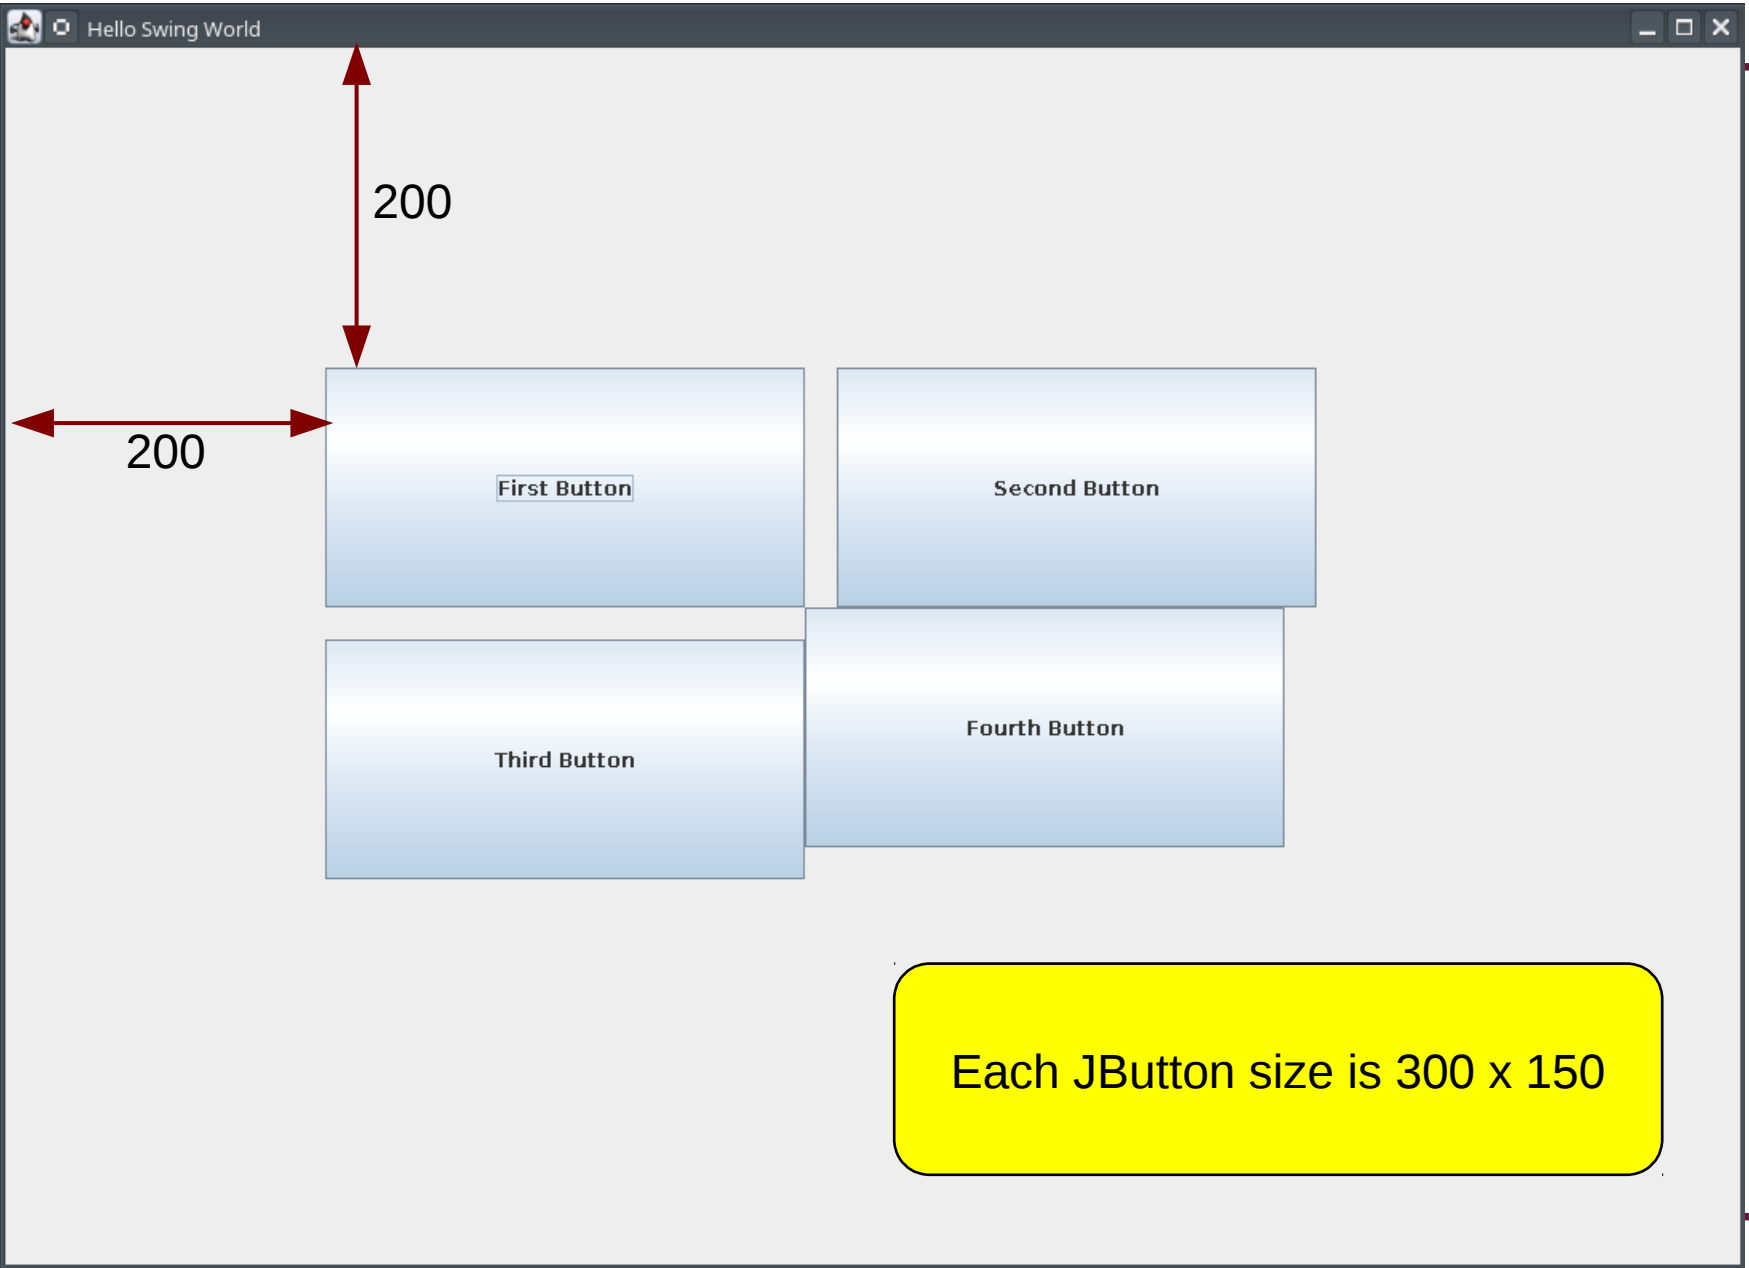 Hello Swing World
200
200
First Button
Second Button
Third Button
Fourth Button
Each JButton size is 300 x 150